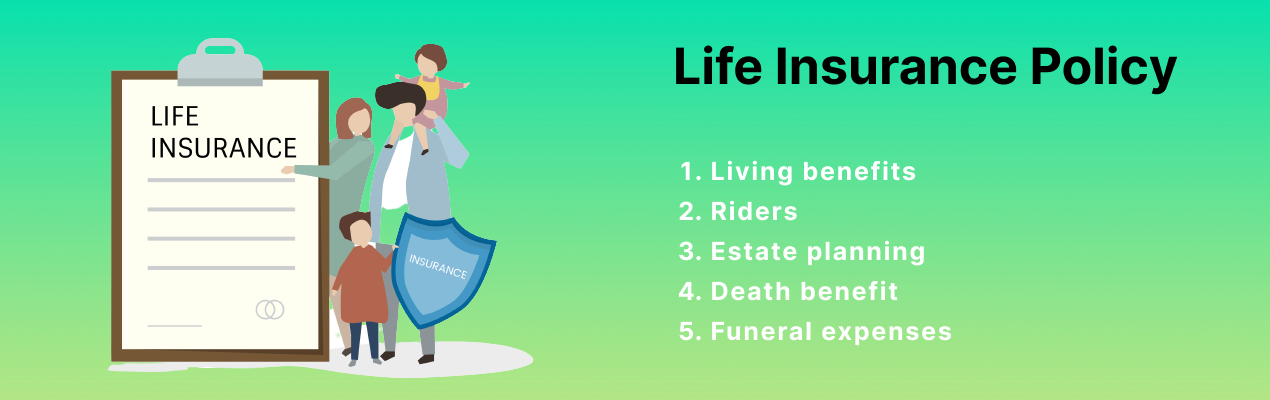 LIFE
INSURANCE
INSURANCE
Life Insurance Policy
1. Living benefits
2. Riders
3. Estate planning
4. Death benefit
5. Funeral expenses